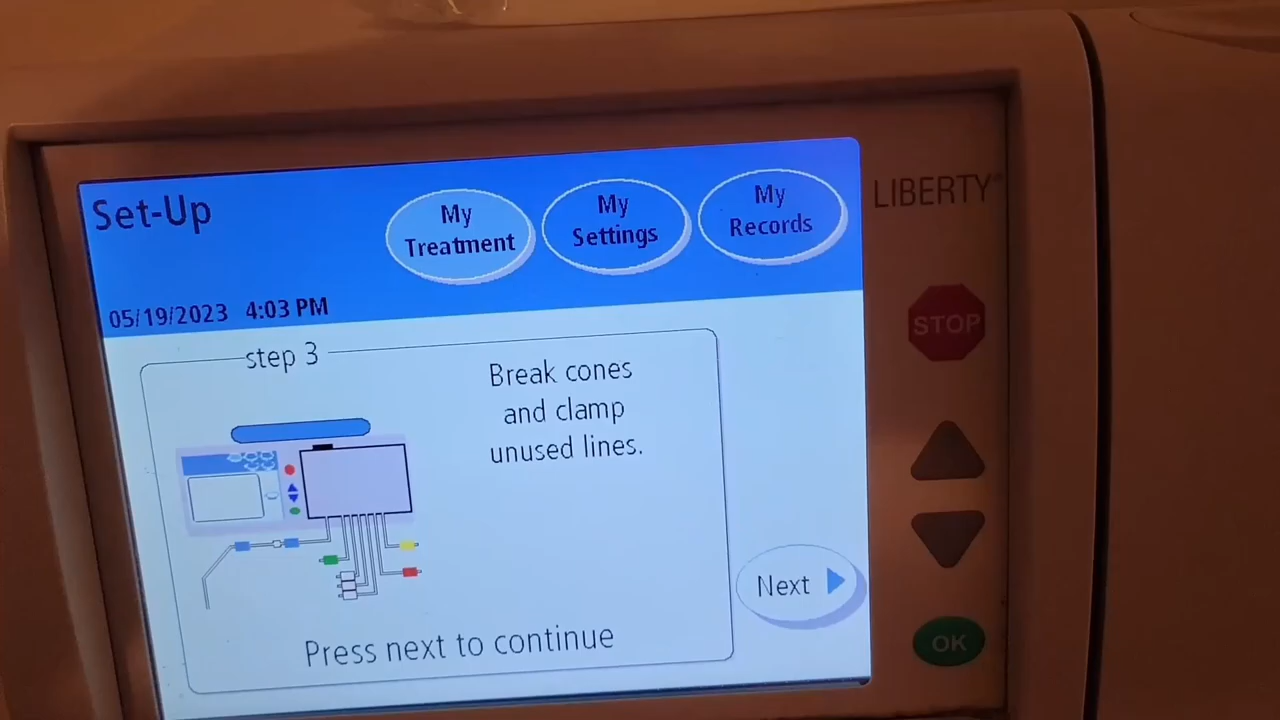 Set-Up
My
Treatment
My
Settings
My
Records
LIBERTY
05/19/2023 4:03 PM
STOP
step 3
Break cones
and clamp
unused lines.
Next
OK
Press next to continue